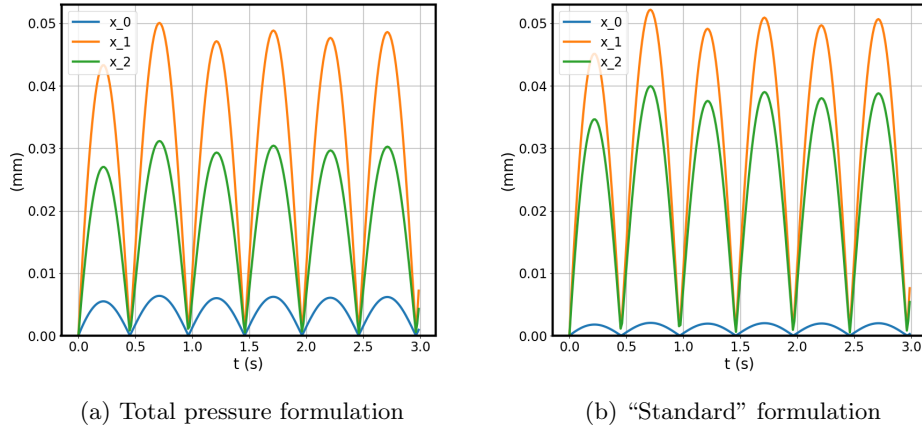 0.05
0.04
0.03
0.02
0.01
0.00
(mm)
x_0
x_1
x_2
0.0 0.5 1.0 1.5 2.0 2.5 3.0
t (s)
(a) Total pressure formulation
0.05
0.04
0.03
0.02
0.01
0.00
(mm)
x_0
x_1
x_2
0.0 0.5 1.0 1.5 2.0 2.5 3.0
t (s)
(b) “Standard” formulation